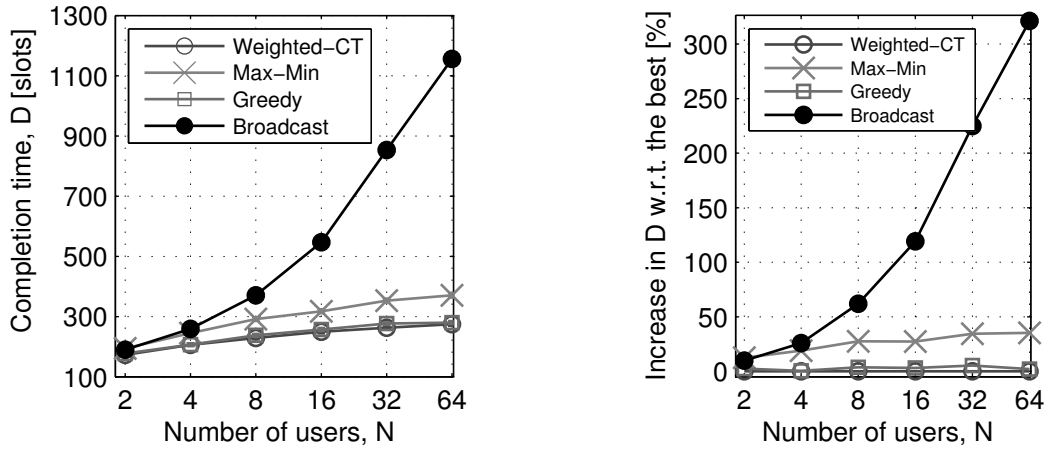 Completion time, D [slots]
1300
1100
900
700
500
300
100
Weighted−CT
Max−Min
Greedy
Broadcast
2 4 8 16 32 64
Number of users, N
Increase in D w.r.t. the best [%]
300
250
200
150
100
50
0
Weighted−CT
Max−Min
Greedy
Broadcast
2 4 8 16 32 64
Number of users, N